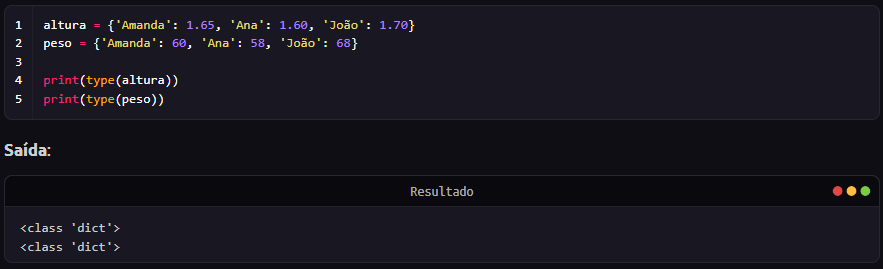 1 altura = {'Amanda': 1.65, 'Ana': 1.60, 'João': 1.70}
2 peso = {'Amanda': 60, 'Ana': 58, 'João': 68}
3
4 print(type(altura))
5 print(type(peso))
Saída:
Resultado
<class 'dict'>
<class 'dict'>